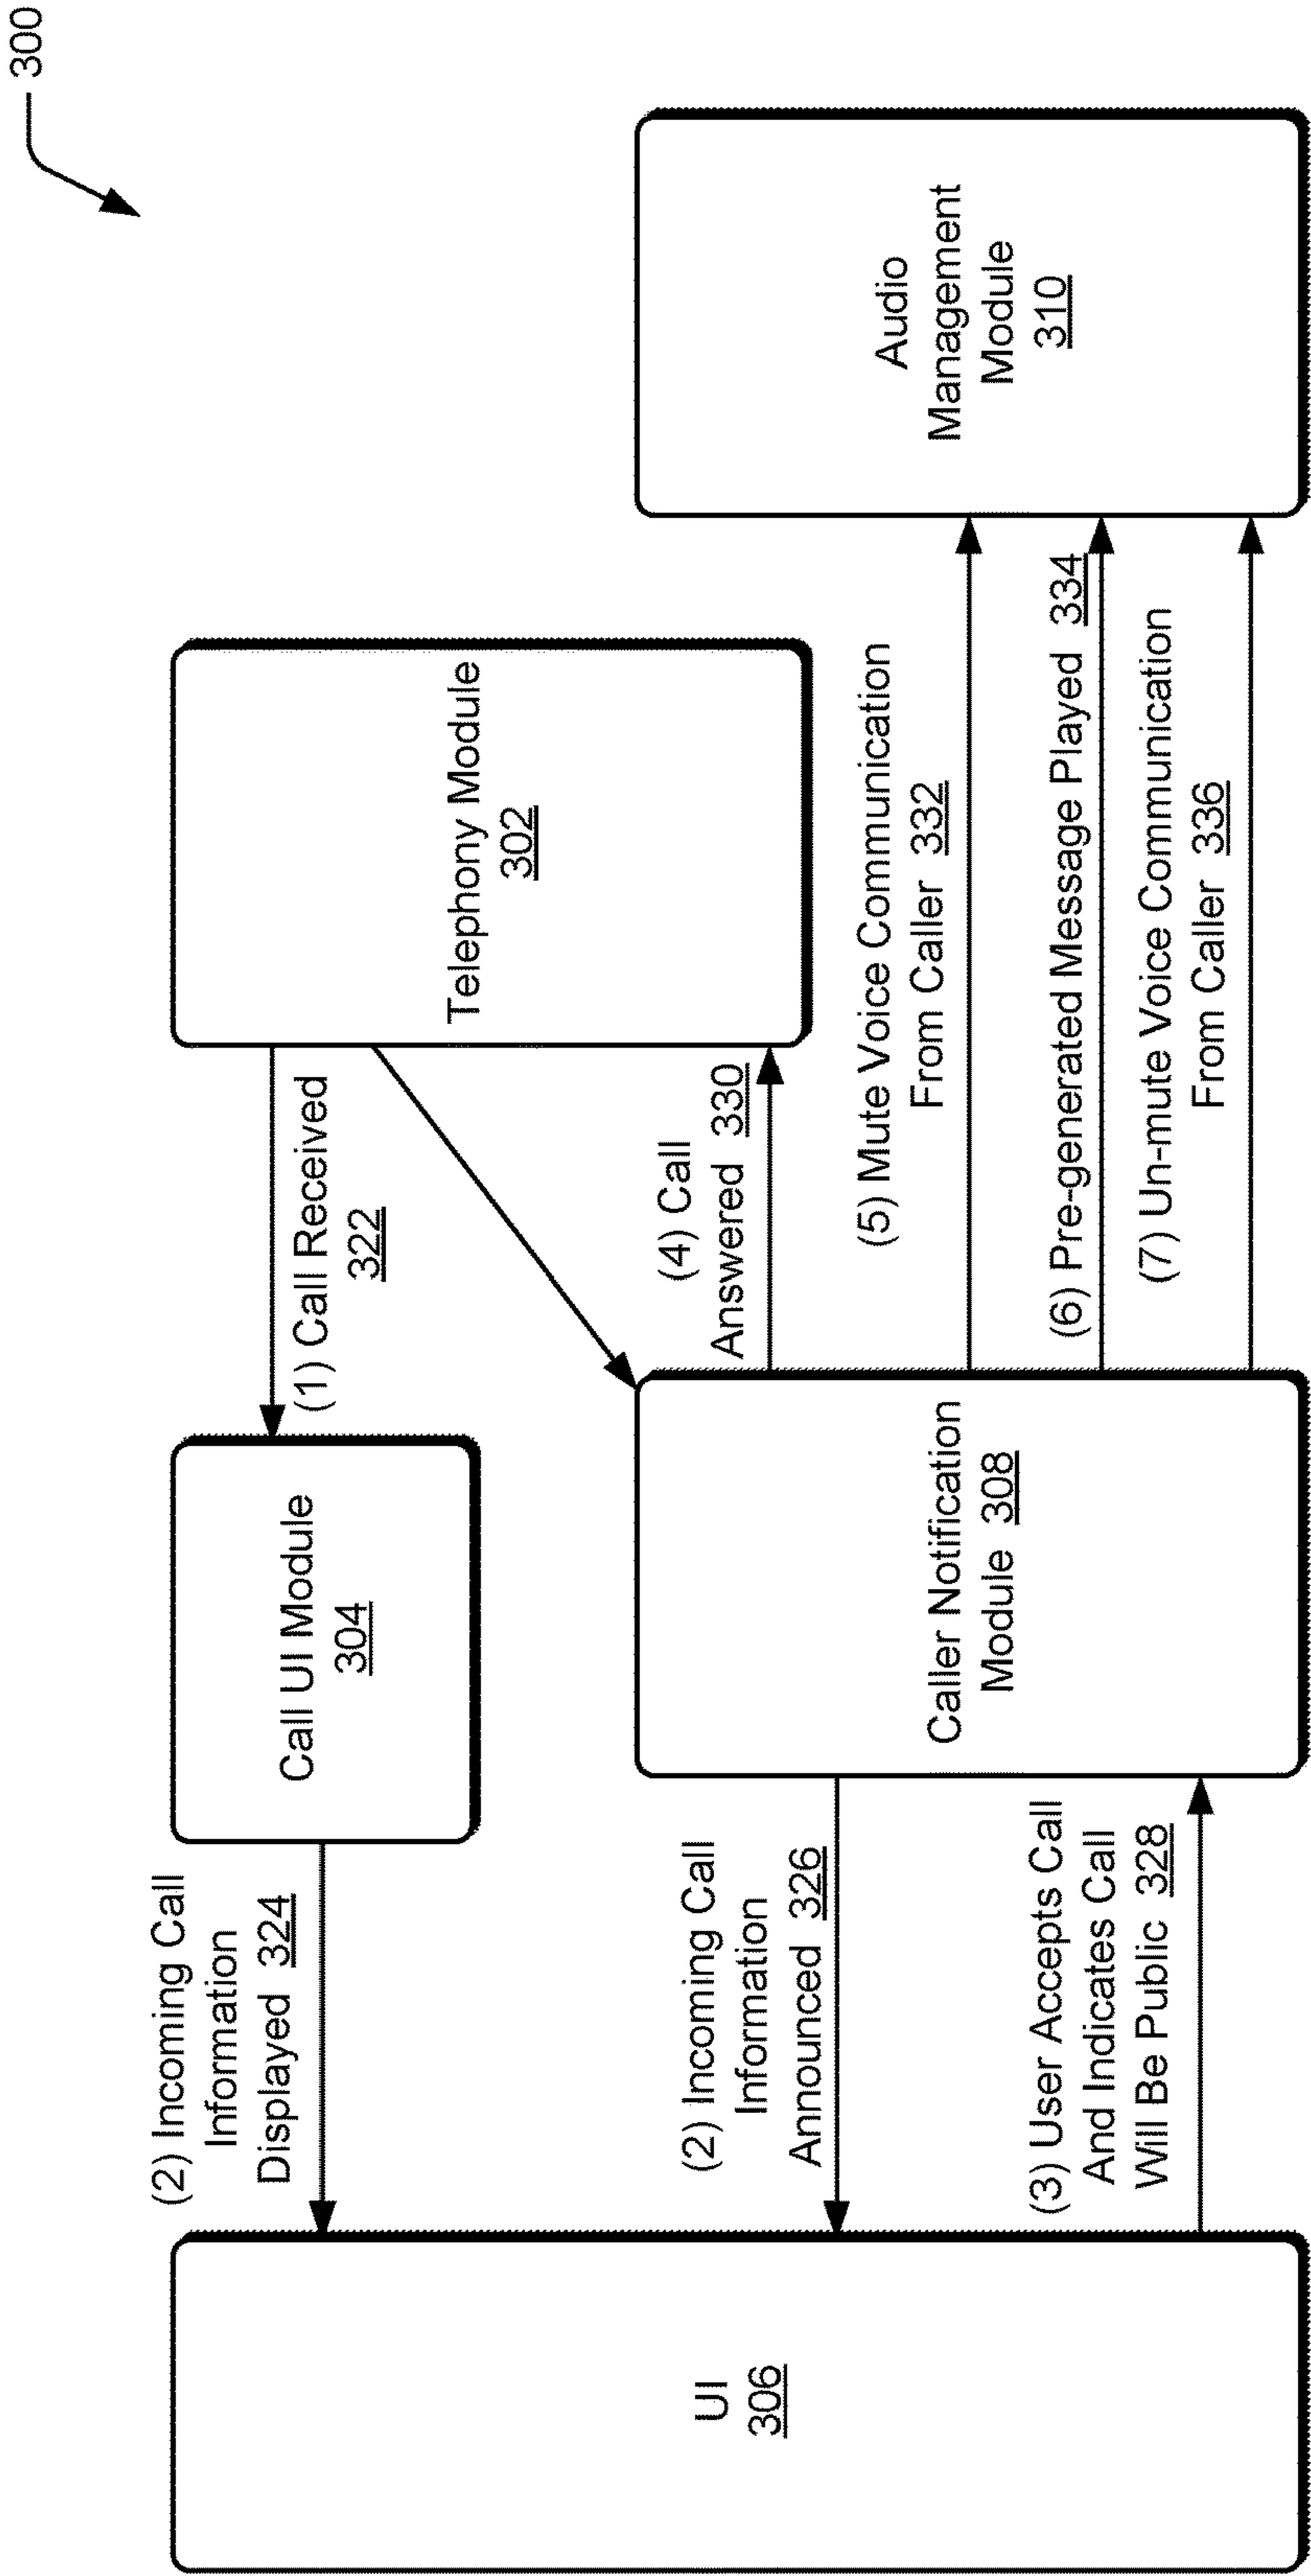 300
(2) Incoming Call
Information
Displayed 324
Call UI Module
304
(1) Call Received
322
Telephony Module
302
UI
306
(2) Incoming Call
Information
Announced 326
(3) User Accepts Call
And Indicates Call
Will Be Public 328
Caller Notification
Module 308
(4) Call
Answered 330
(5) Mute Voice Communication
From Caller 332
(6) Pre-generated Message Played 334
(7) Un-mute Voice Communication
From Caller 336
Audio
Management
Module
310